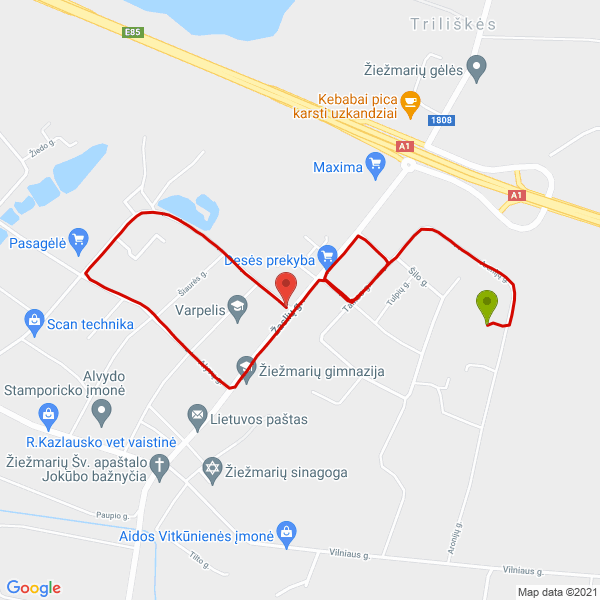 Triliškės
E85
Žiežmarių gėlės
Kebabai pica
karsti uzkandziai
1808
A1
Žiedo g.
Maxima
A1
Pasagėlė
Desės prekyba
Aronijų g.
Šiaurės g.
Šilo g.
Tulpių g.
Varpelis
Žaslių g.
Scan technika
Žiežmarių gimnazija
Alvydo
Stamporicko įmonė
Lietuvos paštas
R.Kazlausko vet vaistinė
Žiežmarių Šv. apaštalo
Jokūbo bažnyčia
Žiežmarių sinagoga
Paupio g.
Aronijų g.
Aidos Vitkūnienės įmonė
Tilto g.
Vilniaus g.
Vilniaus g.
Google
Map data ©2021